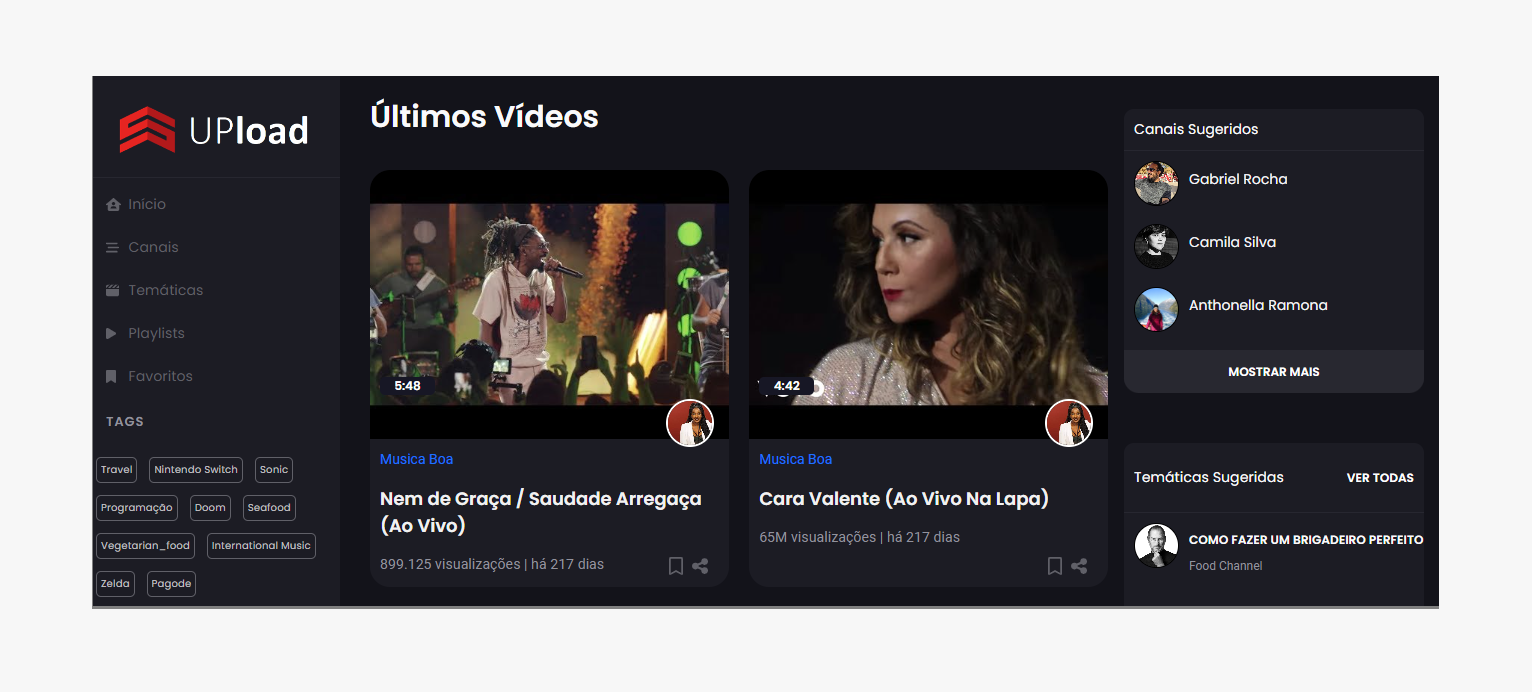 UPload
Início
Canais
Temáticas
Playlists
Favoritos
TAGS
Travel
Nintendo Switch
Sonic
Programação
Doom
Seafood
Vegetarian_food
International Music
Zelda
Pagode
Últimos Vídeos
5:48
Musica Boa
Nem de Graça / Saudade Arregaça
(Ao Vivo)
899.125 visualizações | há 217 dias
4:42
Musica Boa
Cara Valente (Ao Vivo Na Lapa)
65M visualizações | há 217 dias
Canais Sugeridos
Gabriel Rocha
Camila Silva
Anthonella Ramona
MOSTRAR MAIS
Temáticas Sugeridas
VER TODAS
COMO FAZER UM BRIGADEIRO PERFEITO
Food Channel